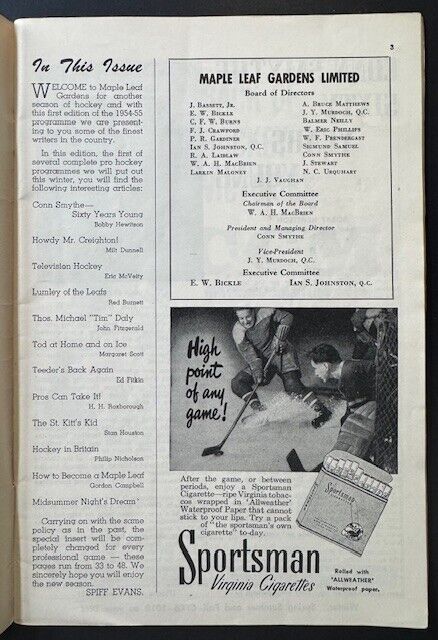 3
In This Issue
WELCOME to Maple Leaf
Gardens for another
season of hockey and with
this first edition of the 1954-55
programme we are present-
ing to you some of the finest
writers in the country.
In this edition, the first of
several complete pro hockey
programmes we will put out
this winter, you will find the
following interesting articles:
Conn Smythe—
Sixty Years Young
Bobby Hewitson
Howdy Mr. Creighton!
Milt Dunnell
Television Hockey
Eric McVeity
Lumley of the Leafs
Red Burnett
Thos. Michael "Tim" Daly
John Fitzgerald
Tod at Home and on Ice
Margaret Scott
Teeder's Back Again
Ed Fitkin
Pros Can Take It!
H. H. Roxborough
The St. Kitt's Kid
Stan Houston
Hockey in Britain
Philip Nicholson
How to Become a Maple Leaf
Gordon Campbell
Midsummer Night's Dream
Carrying on with the same
policy as in the past, the
special insert will be com-
pletely changed for every
professional game — these
pages run from 33 to 48. We
sincerely hope you will enjoy
the new season.
SPIFF EVANS.
MAPLE LEAF GARDENS LIMITED
Board of Directors
J. Bassett, Jr.
E. W. Bickle
C. F. W. Burns
F. J. Crawford
P. R. Gardiner
Ian S. Johnston, Q.C.
R. A. Laidlaw
W. A. H. MacBrien
Larkin Maloney
A. Bruce Matthews
J. Y. Murdoch, Q.C.
Balmer Neilly
W. Eric Phillips
W. F. Prendergast
Sigmund Samuel
Conn Smythe
J. Stewart
N. C. Urquhart
J. J. Vaughan
Executive Committee
Chairman of the Board
W. A. H. MacBrien
President and Managing Director
Conn Smythe
Vice-President
J. Y. Murdoch, Q.C.
Executive Committee
E. W. Bickle Ian S. Johnston, Q.C.
High
point
of any
game!
After the game, or between
periods, enjoy a Sportsman
Cigarette—ripe Virginia tobac-
cos wrapped in 'Allweather'
Waterproof Paper that cannot
stick to your lips. Try a pack
of "the sportsman's own
cigarette" to-day.
Sportsman
Sportsman
Virginia Cigarettes
Rolled with
"ALLWEATHER"
Waterproof paper.